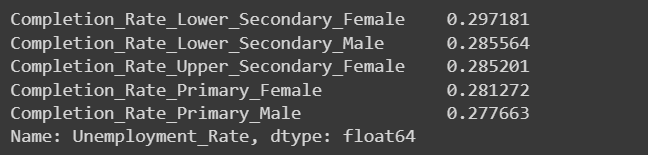 Completion_Rate_Lower_Secondary_Female    0.297181
Completion_Rate_Lower_Secondary_Male      0.285564
Completion_Rate_Upper_Secondary_Female    0.285201
Completion_Rate_Primary_Female            0.281272
Completion_Rate_Primary_Male              0.277663
Name: Unemployment_Rate, dtype: float64